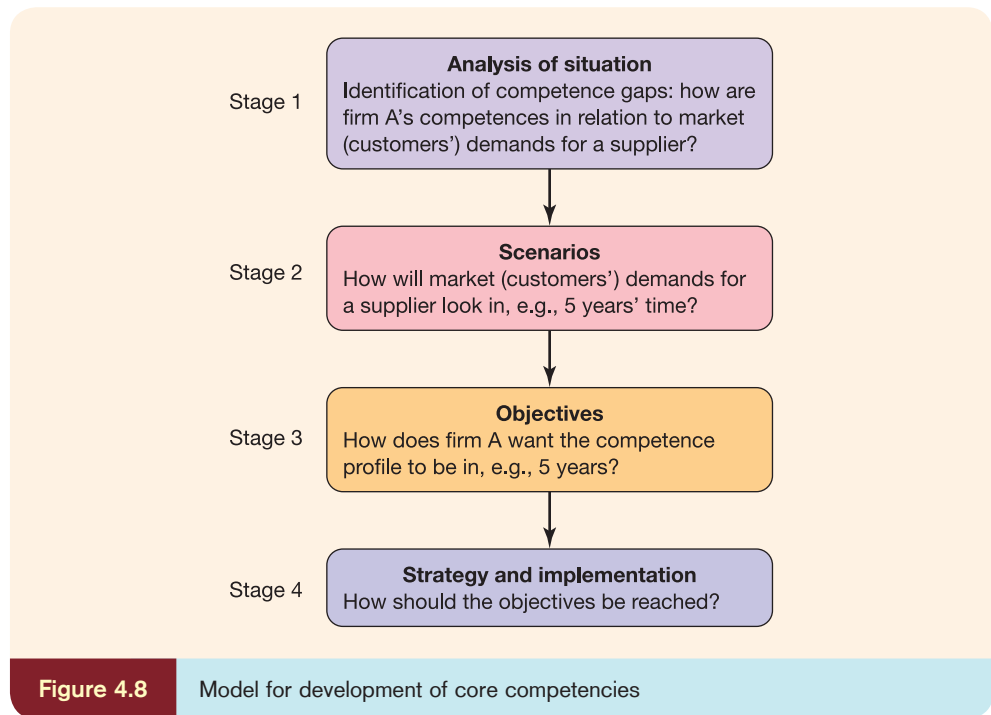 Stage 1
Analysis of situation
Identification of competence gaps: how are
firm A’s competences in relation to market
(customers’) demands for a supplier?
Stage 2
Scenarios
How will market (customers’) demands for
a supplier look in, e.g., 5 years’ time?
Stage 3
Objectives
How does firm A want the competence
profile to be in, e.g., 5 years?
Stage 4
Strategy and implementation
How should the objectives be reached?
Figure 4.8
Model for development of core competencies